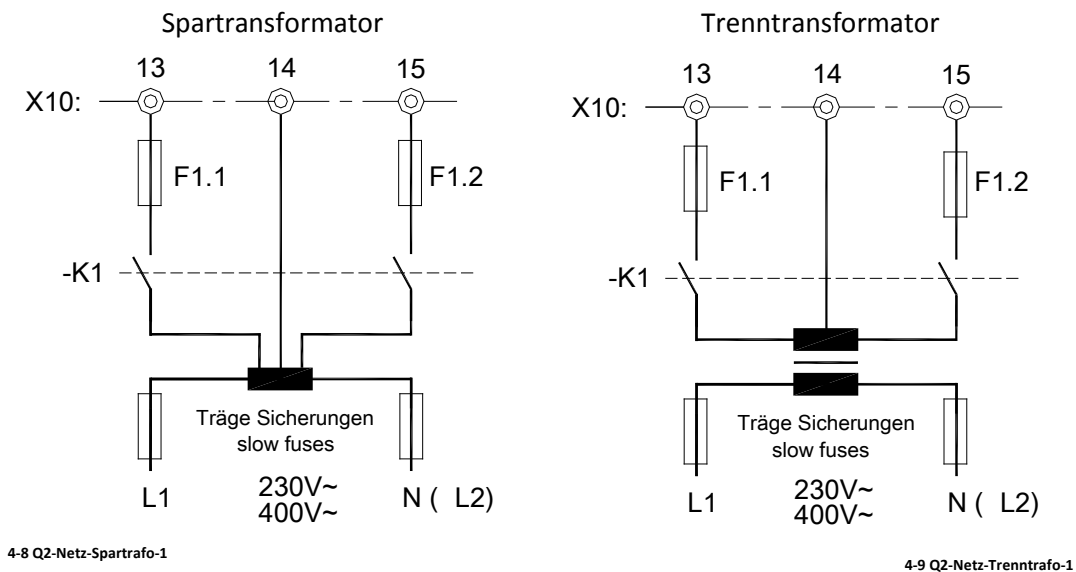 Spartransformator
13 14 15
X10:
F1.1 F1.2
-K1
Träge Sicherungen
slow fuses
L1 230V~ N ( L2)
400V~
4-8 Q2-Netz-Spartrafo-1
Trenntransformator
13 14 15
X10:
F1.1 F1.2
-K1
Träge Sicherungen
slow fuses
L1 230V~ N ( L2)
400V~
4-9 Q2-Netz-Trenntrafo-1